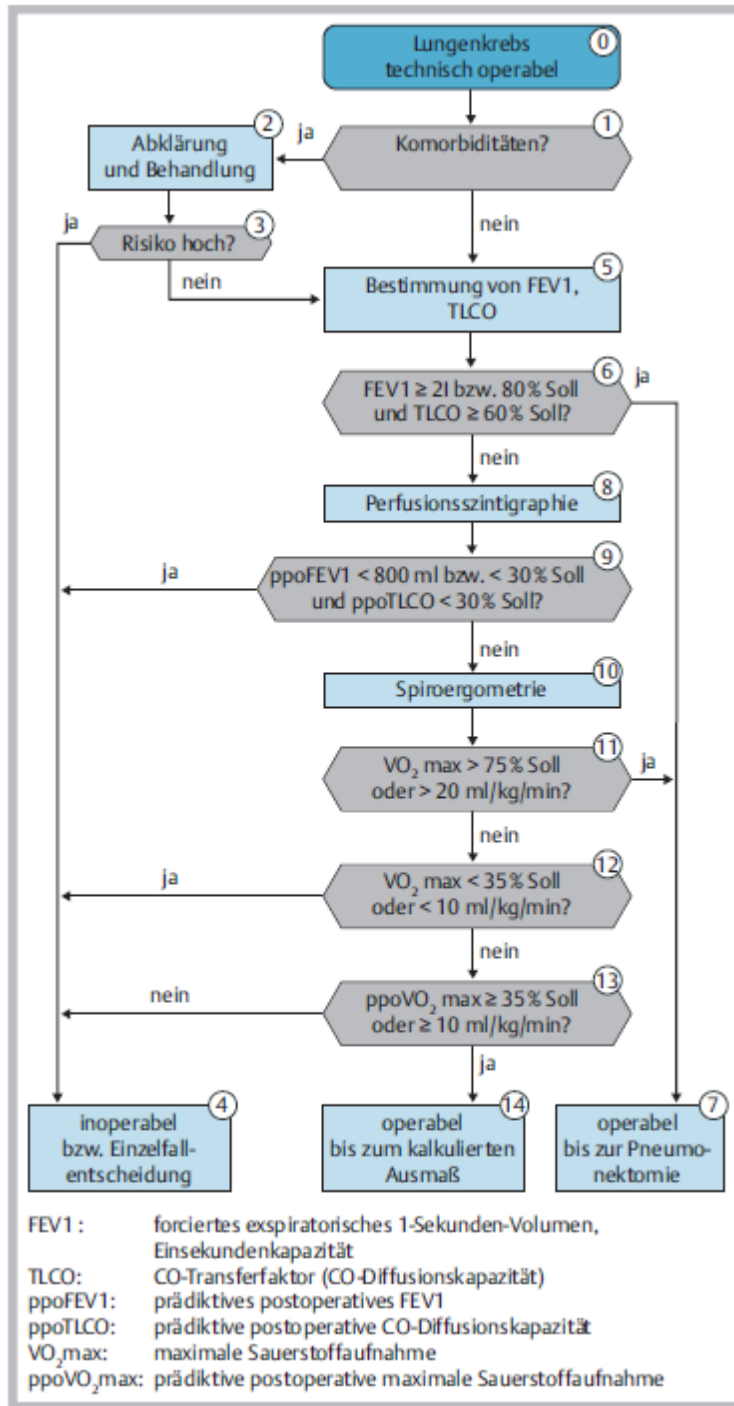 0
Lungenkrebs
technisch operabel
1
Komorbiditäten?
ja
2
Abklärung
und Behandlung
nein
3
Risiko hoch?
ja
nein
5
Bestimmung von FEV1,
TLCO
6
FEV1 ≥ 2l bzw. 80% Soll
und TLCO ≥ 60% Soll?
ja
nein
8
Perfusionsszintigraphie
9
ppoFEV1 < 800 ml bzw. < 30% Soll
und ppoTLCO < 30% Soll?
ja
nein
10
Spiroergometrie
11
VO₂ max > 75% Soll
oder > 20 ml/kg/min?
ja
nein
12
VO₂ max < 35% Soll
oder < 10 ml/kg/min?
ja
nein
13
ppoVO₂ max ≥ 35% Soll
oder ≥ 10 ml/kg/min?
nein
ja
4
inoperabel
bzw. Einzelfall-
entscheidung
14
operabel
bis zum kalkulierten
Ausmaß
7
operabel
bis zur Pneumo-
nektomie
FEV1 : forciertes exspiratorisches 1-Sekunden-Volumen,
Einsekundenkapazität
TLCO: CO-Transferfaktor (CO-Diffusionskapazität)
ppoFEV1: prädiktives postoperatives FEV1
ppoTLCO: prädiktive postoperative CO-Diffusionskapazität
VO₂max: maximale Sauerstoffaufnahme
ppoVO₂max: prädiktive postoperative maximale Sauerstoffaufnahme